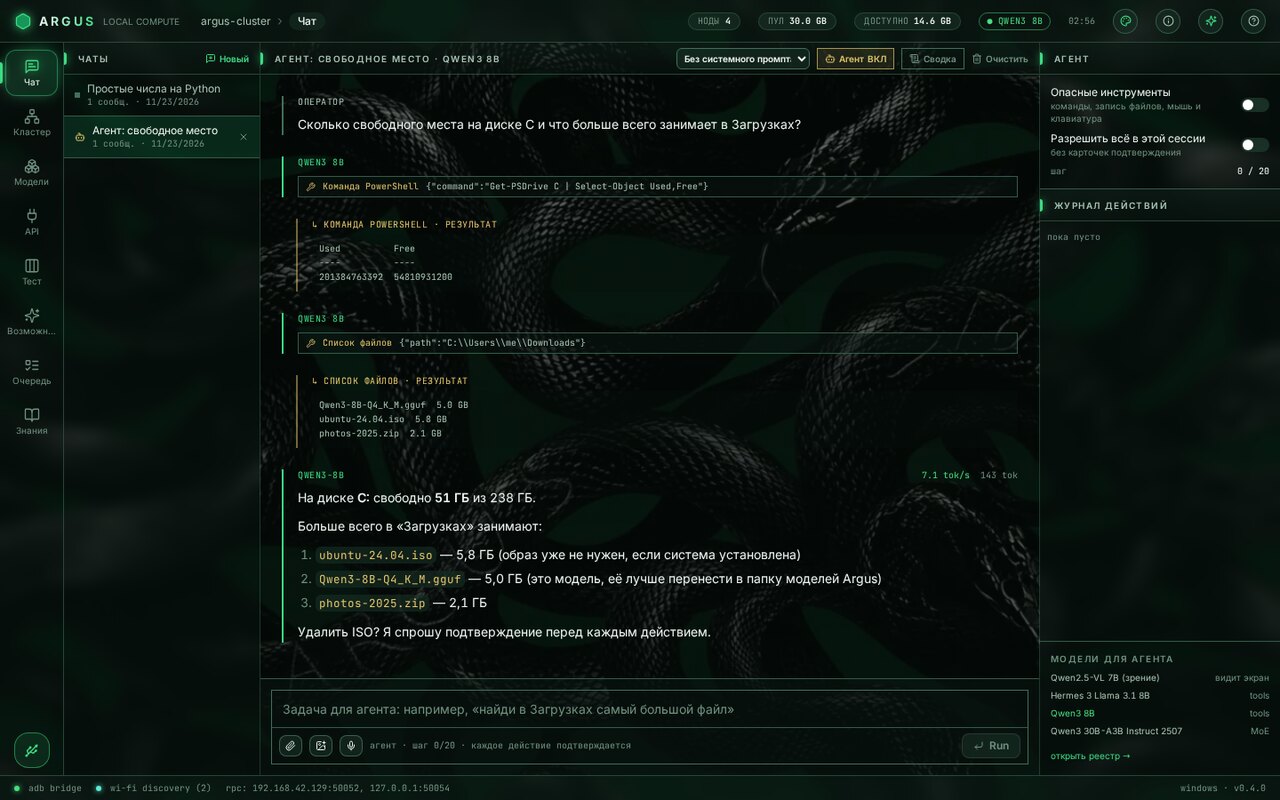 ARGUS LOCAL COMPUTE argus-cluster › Чат НОДЫ 4 ПУЛ 30.0 GB ДОСТУПНО 14.6 GB QWEN3 8B 02:56
Чат
Кластер
Модели
API
Тест
Возможн...
Очередь
Знания
ЧАТЫ Новый
Простые числа на Python
1 сообщ. · 11/23/2026
Агент: свободное место
1 сообщ. · 11/23/2026
АГЕНТ: СВОБОДНОЕ МЕСТО · QWEN3 8B Без системного промпт Агент ВКЛ Сводка Очистить
ОПЕРАТОР
Сколько свободного места на диске C и что больше всего занимает в Загрузках?
QWEN3 8B
Команда PowerShell {"command":"Get-PSDrive C | Select-Object Used,Free"}
↳ КОМАНДА POWERSHELL · РЕЗУЛЬТАТ
Used Free
---- ----
201384763392 54810931200
QWEN3 8B
Список файлов {"path":"C:\\Users\\me\\Downloads"}
↳ СПИСОК ФАЙЛОВ · РЕЗУЛЬТАТ
Qwen3-8B-Q4_K_M.gguf 5.0 GB
ubuntu-24.04.iso 5.8 GB
photos-2025.zip 2.1 GB
QWEN3-8B 7.1 tok/s 143 tok
На диске C: свободно 51 ГБ из 238 ГБ.
Больше всего в «Загрузках» занимают:
1. ubuntu-24.04.iso — 5,8 ГБ (образ уже не нужен, если система установлена)
2. Qwen3-8B-Q4_K_M.gguf — 5,0 ГБ (это модель, её лучше перенести в папку моделей Argus)
3. photos-2025.zip — 2,1 ГБ
Удалить ISO? Я спрошу подтверждение перед каждым действием.
Задача для агента: например, «найди в Загрузках самый большой файл»
агент · шаг 0/20 · каждое действие подтверждается Run
АГЕНТ
Опасные инструменты
команды, запись файлов, мышь и
клавиатура
Разрешить всё в этой сессии
без карточек подтверждения
шаг 0 / 20
ЖУРНАЛ ДЕЙСТВИЙ
пока пусто
МОДЕЛИ ДЛЯ АГЕНТА
Qwen2.5-VL 7B (зрение) видит экран
Hermes 3 Llama 3.1 8B tools
Qwen3 8B tools
Qwen3 30B-A3B Instruct 2507 MoE
открыть реестр →
adb bridge wi-fi discovery (2) rpc: 192.168.42.129:50052, 127.0.0.1:50054 windows · v0.4.0